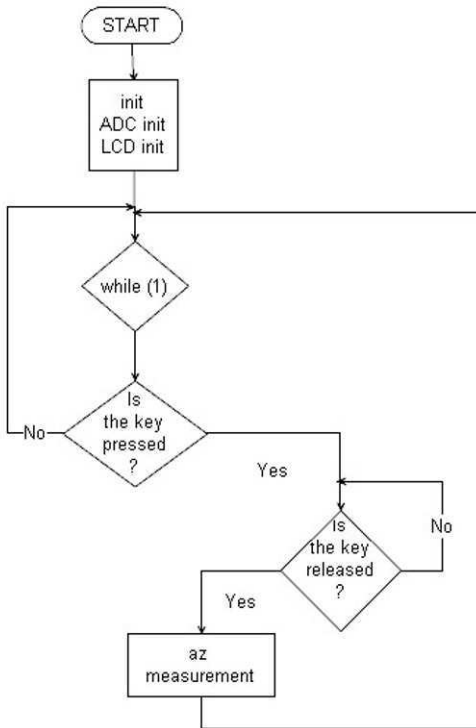 START
init
ADC init
LCD init
while (1)
Is
the key
pressed
?
No
Yes
Is
the key
released
?
No
Yes
az
measurement